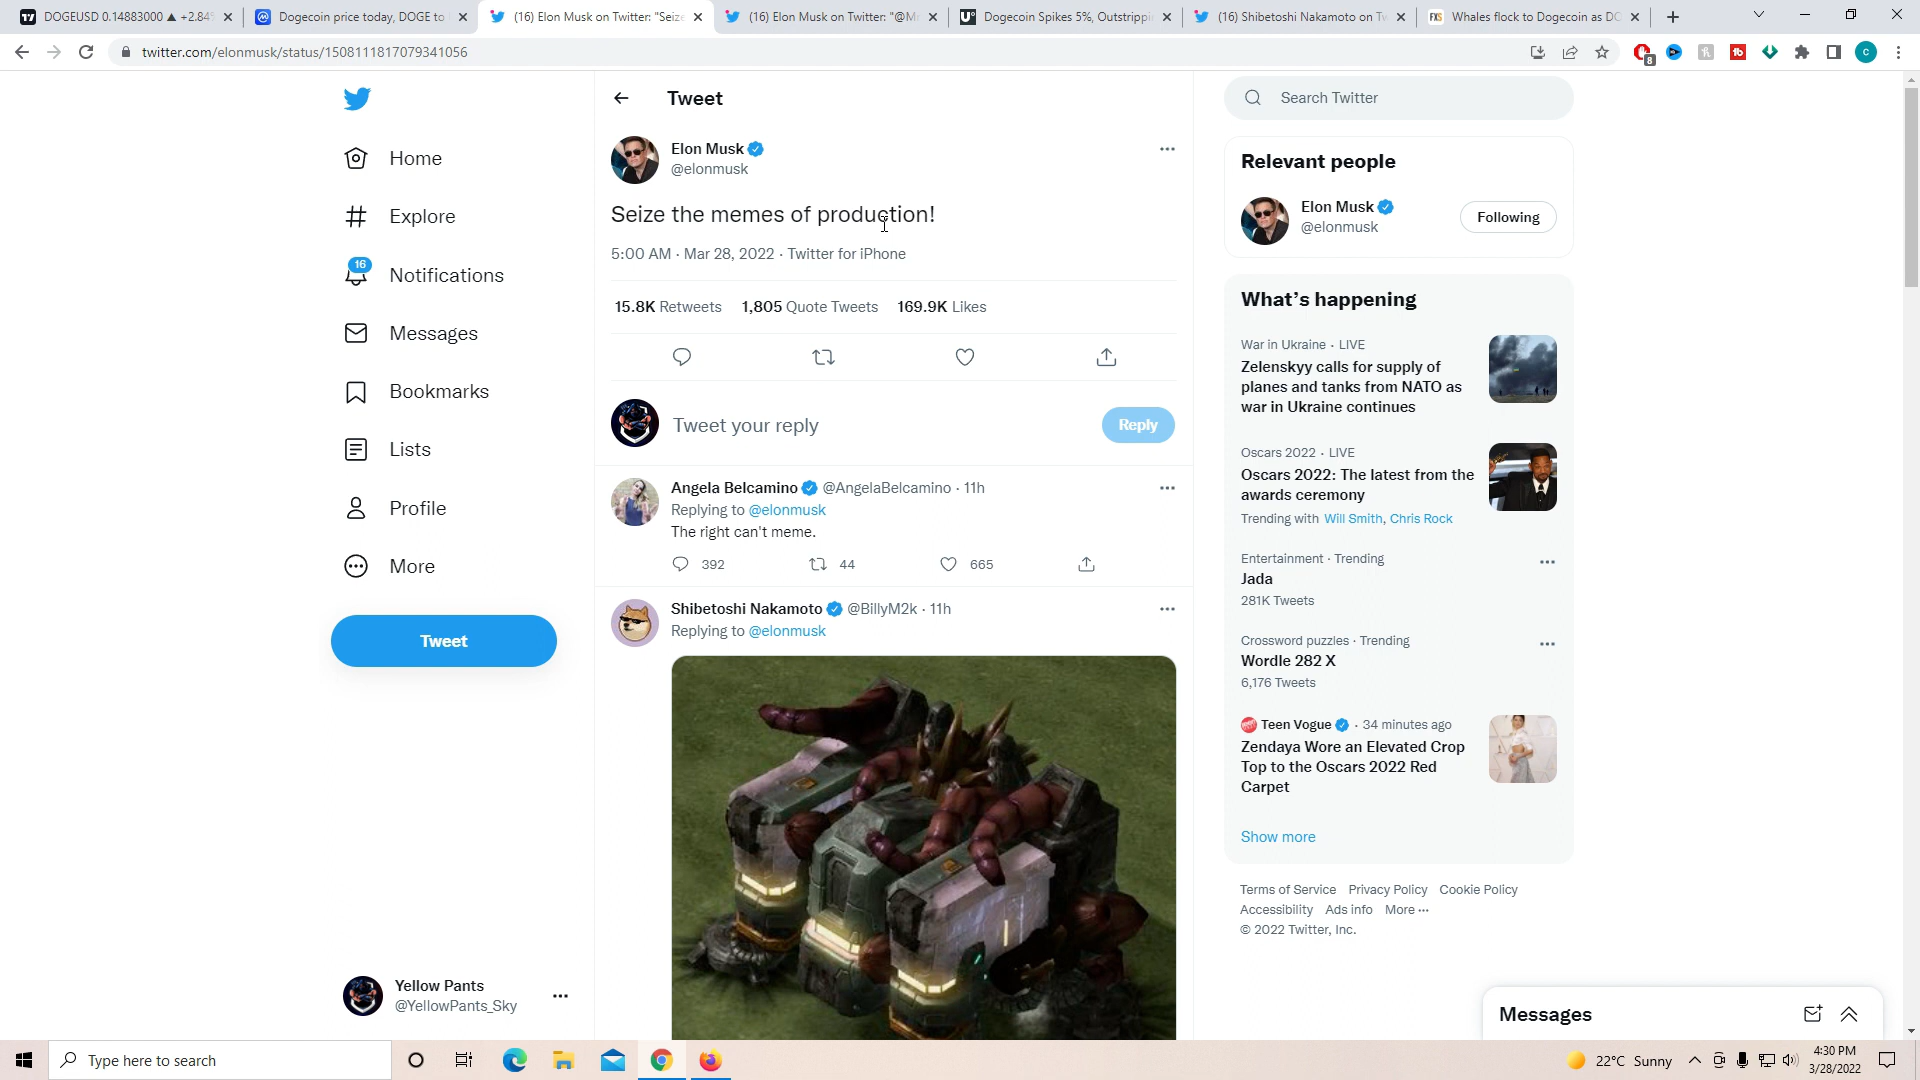 DOGEUSD 0.14883000 ▲ +2.84
Dogecoin price today, DOGE to
(16) Elon Musk on Twitter: "Seize
(16) Elon Musk on Twitter: "@M
Dogecoin Spikes 5%, Outstrippi
(16) Shibetoshi Nakamoto on Tw
FXS
Whales flock to Dogecoin as DO
twitter.com/elonmusk/status/1508111817079341056
8
c
Home
Explore
16
Notifications
Messages
Bookmarks
Lists
Profile
More
Tweet
Yellow Pants
@YellowPants_Sky
Tweet
Elon Musk
@elonmusk
Seize the memes of production!
5:00 AM · Mar 28, 2022 · Twitter for iPhone
15.8K Retweets 1,805 Quote Tweets 169.9K Likes
Tweet your reply
Reply
Angela Belcamino @AngelaBelcamino · 11h
Replying to @elonmusk
The right can't meme.
392 44 665
Shibetoshi Nakamoto @BillyM2k · 11h
Replying to @elonmusk
Search Twitter
Relevant people
Elon Musk
@elonmusk
Following
What's happening
War in Ukraine · LIVE
Zelenskyy calls for supply of
planes and tanks from NATO as
war in Ukraine continues
Oscars 2022 · LIVE
Oscars 2022: The latest from the
awards ceremony
Trending with Will Smith, Chris Rock
Entertainment · Trending
Jada
281K Tweets
Crossword puzzles · Trending
Wordle 282 X
6,176 Tweets
Teen Vogue · 34 minutes ago
Zendaya Wore an Elevated Crop
Top to the Oscars 2022 Red
Carpet
Show more
Terms of Service Privacy Policy Cookie Policy
Accessibility Ads info More ···
© 2022 Twitter, Inc.
Messages
Type here to search
22°C Sunny
4:30 PM
3/28/2022